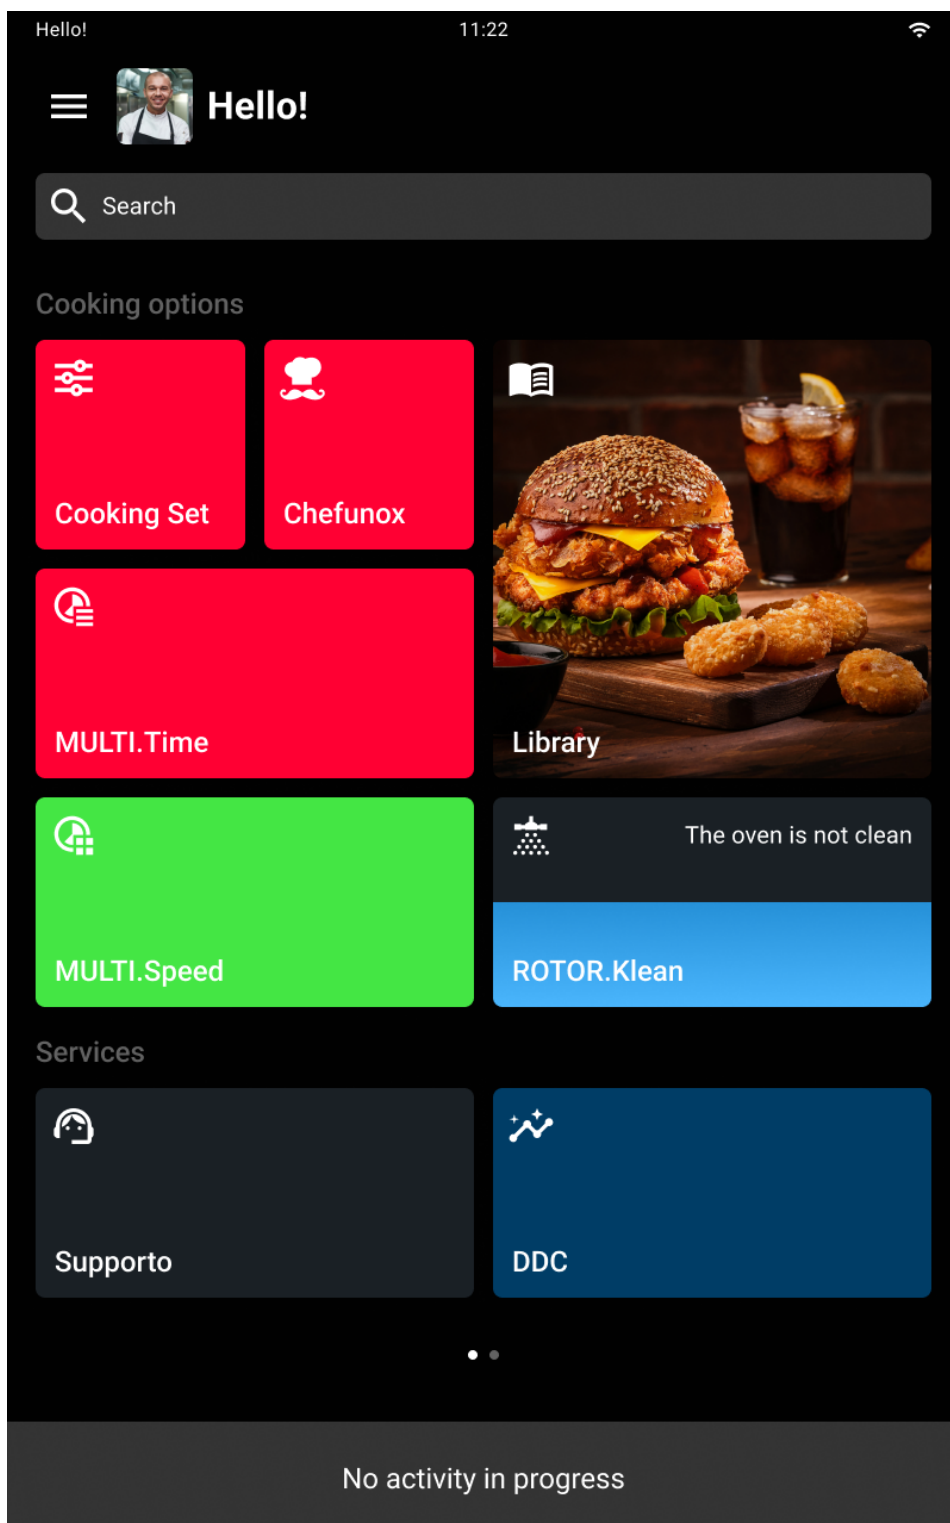 Hello!
11:22
Hello!
Search
Cooking options
Cooking Set
Chefunox
MULTI.Time
Library
MULTI.Speed
The oven is not clean
ROTOR.Klean
Services
Supporto
DDC
No activity in progress